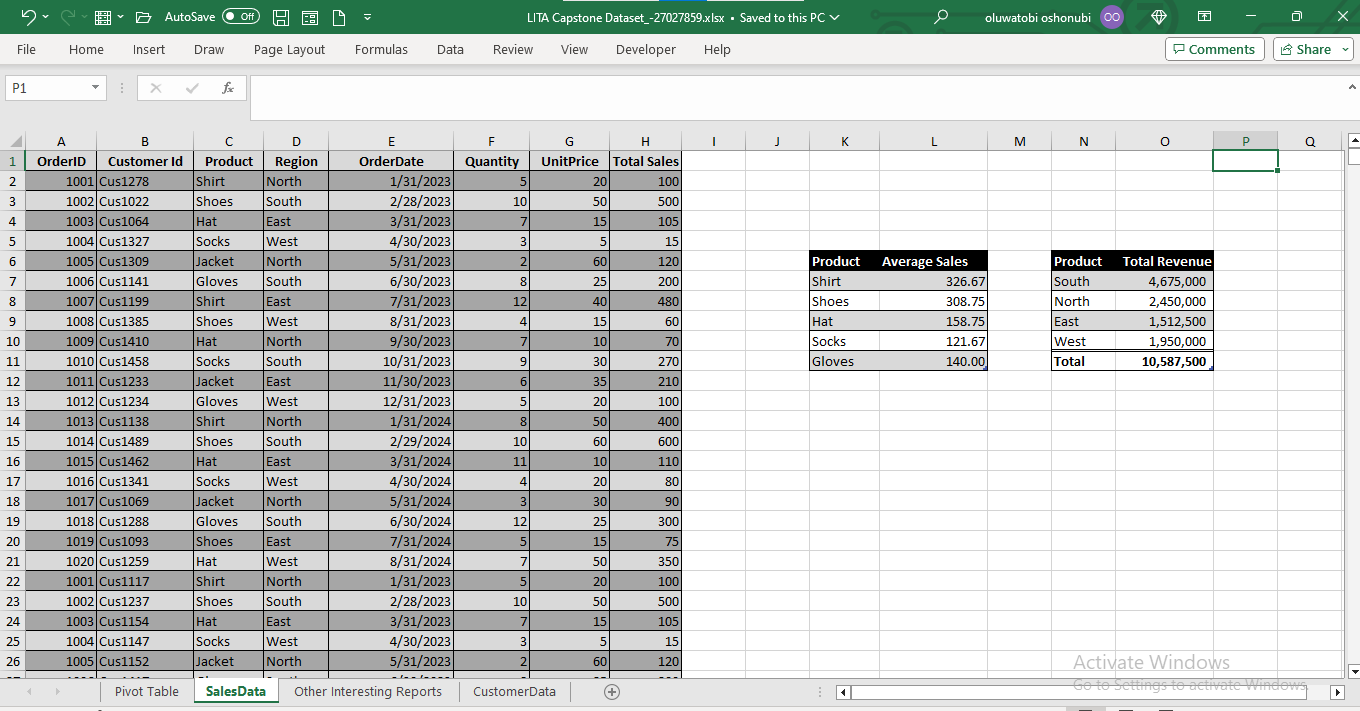 AutoSave Off LITA Capstone Dataset_-27027859.xlsx • Saved to this PC oluwatobi oshonubi OO
File Home Insert Draw Page Layout Formulas Data Review View Developer Help Comments Share
P1 fx
A B C D E F G H I J K L M N O P Q
1 OrderID Customer Id Product Region OrderDate Quantity UnitPrice Total Sales
2 1001 Cus1278 Shirt North 1/31/2023 5 20 100
3 1002 Cus1022 Shoes South 2/28/2023 10 50 500
4 1003 Cus1064 Hat East 3/31/2023 7 15 105
5 1004 Cus1327 Socks West 4/30/2023 3 5 15
6 1005 Cus1309 Jacket North 5/31/2023 2 60 120 Product Average Sales Product Total Revenue
7 1006 Cus1141 Gloves South 6/30/2023 8 25 200 Shirt 326.67 South 4,675,000
8 1007 Cus1199 Shirt East 7/31/2023 12 40 480 Shoes 308.75 North 2,450,000
9 1008 Cus1385 Shoes West 8/31/2023 4 15 60 Hat 158.75 East 1,512,500
10 1009 Cus1410 Hat North 9/30/2023 7 10 70 Socks 121.67 West 1,950,000
11 1010 Cus1458 Socks South 10/31/2023 9 30 270 Gloves 140.00 Total 10,587,500
12 1011 Cus1233 Jacket East 11/30/2023 6 35 210
13 1012 Cus1234 Gloves West 12/31/2023 5 20 100
14 1013 Cus1138 Shirt North 1/31/2024 8 50 400
15 1014 Cus1489 Shoes South 2/29/2024 10 60 600
16 1015 Cus1462 Hat East 3/31/2024 11 10 110
17 1016 Cus1341 Socks West 4/30/2024 4 20 80
18 1017 Cus1069 Jacket North 5/31/2024 3 30 90
19 1018 Cus1288 Gloves South 6/30/2024 12 25 300
20 1019 Cus1093 Shoes East 7/31/2024 5 15 75
21 1020 Cus1259 Hat West 8/31/2024 7 50 350
22 1001 Cus1117 Shirt North 1/31/2023 5 20 100
23 1002 Cus1237 Shoes South 2/28/2023 10 50 500
24 1003 Cus1154 Hat East 3/31/2023 7 15 105
25 1004 Cus1147 Socks West 4/30/2023 3 5 15
26 1005 Cus1152 Jacket North 5/31/2023 2 60 120
Activate Windows
Go to Settings to activate Windows.
Pivot Table SalesData Other Interesting Reports CustomerData